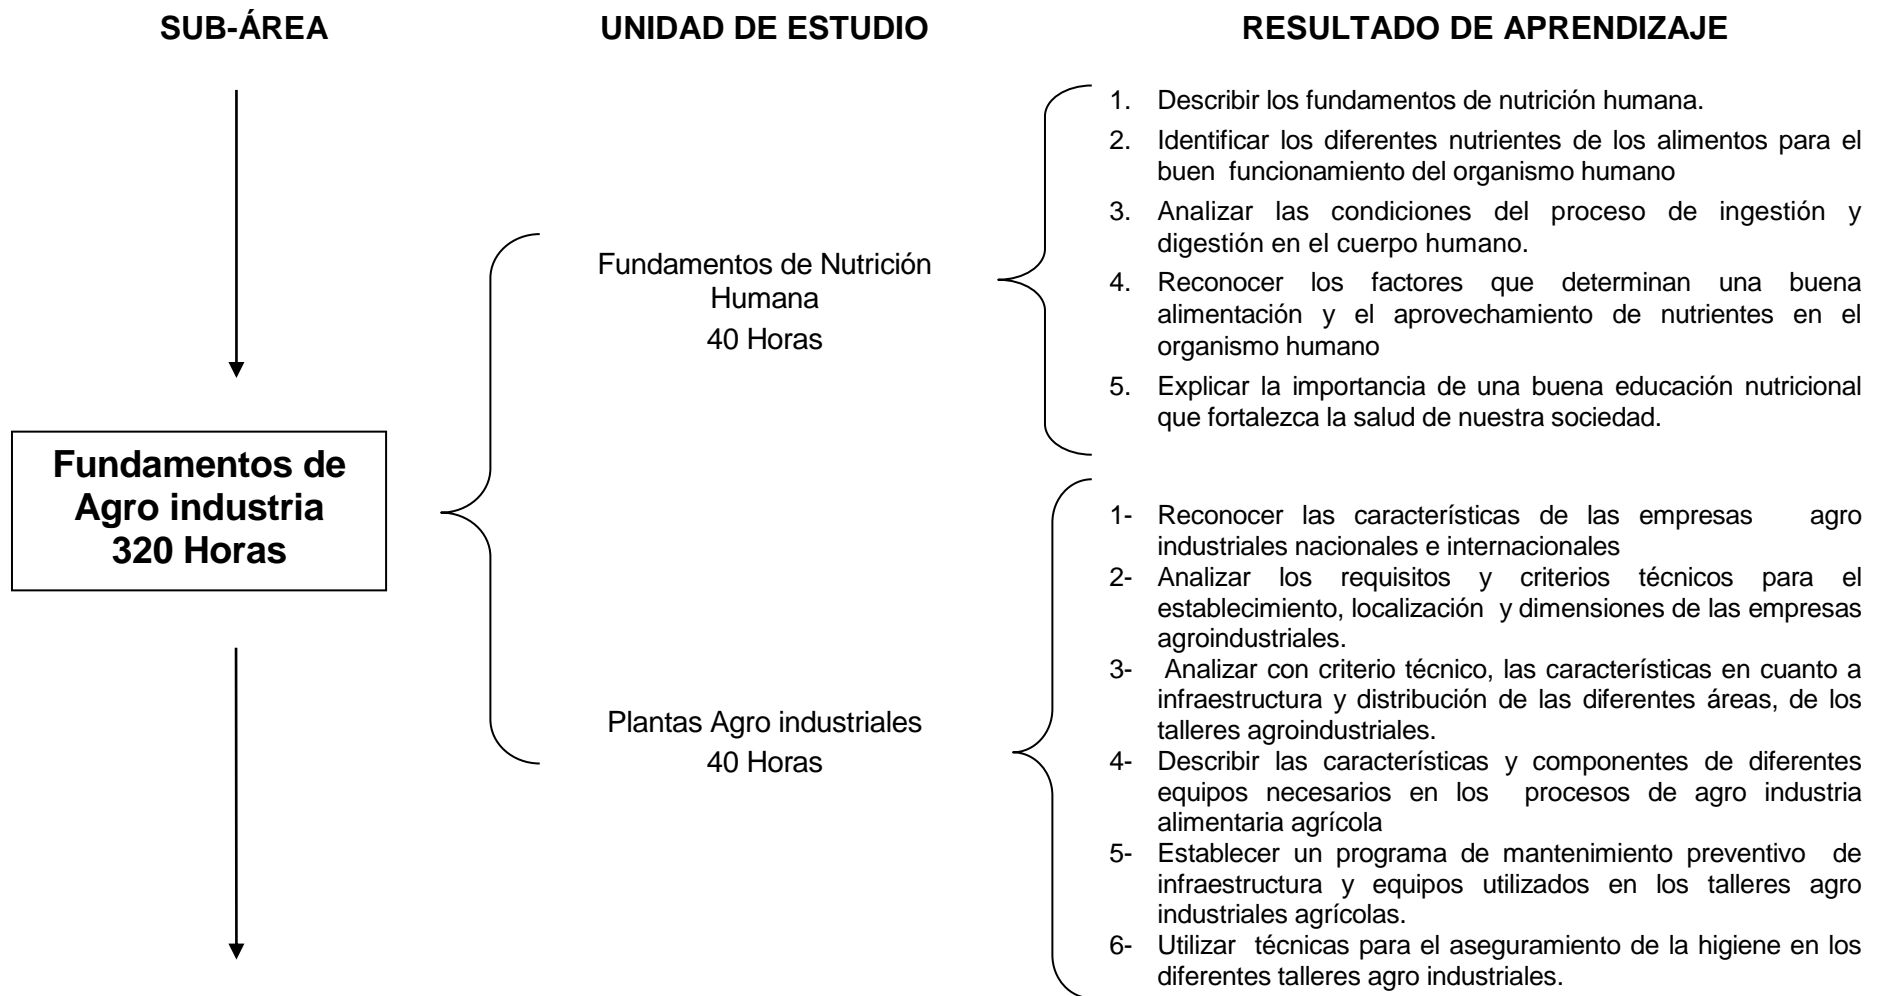 SUB-ÁREA
UNIDAD DE ESTUDIO
RESULTADO DE APRENDIZAJE
Fundamentos de
Agro industria
320 Horas
Fundamentos de Nutrición
Humana
40 Horas
1. Describir los fundamentos de nutrición humana.
2. Identificar los diferentes nutrientes de los alimentos para el
buen funcionamiento del organismo humano
3. Analizar las condiciones del proceso de ingestión y
digestión en el cuerpo humano.
4. Reconocer los factores que determinan una buena
alimentación y el aprovechamiento de nutrientes en el
organismo humano
5. Explicar la importancia de una buena educación nutricional
que fortalezca la salud de nuestra sociedad.
Plantas Agro industriales
40 Horas
1- Reconocer las características de las empresas agro
industriales nacionales e internacionales
2- Analizar los requisitos y criterios técnicos para el
establecimiento, localización y dimensiones de las empresas
agroindustriales.
3- Analizar con criterio técnico, las características en cuanto a
infraestructura y distribución de las diferentes áreas, de los
talleres agroindustriales.
4- Describir las características y componentes de diferentes
equipos necesarios en los procesos de agro industria
alimentaria agrícola
5- Establecer un programa de mantenimiento preventivo de
infraestructura y equipos utilizados en los talleres agro
industriales agrícolas.
6- Utilizar técnicas para el aseguramiento de la higiene en los
diferentes talleres agro industriales.